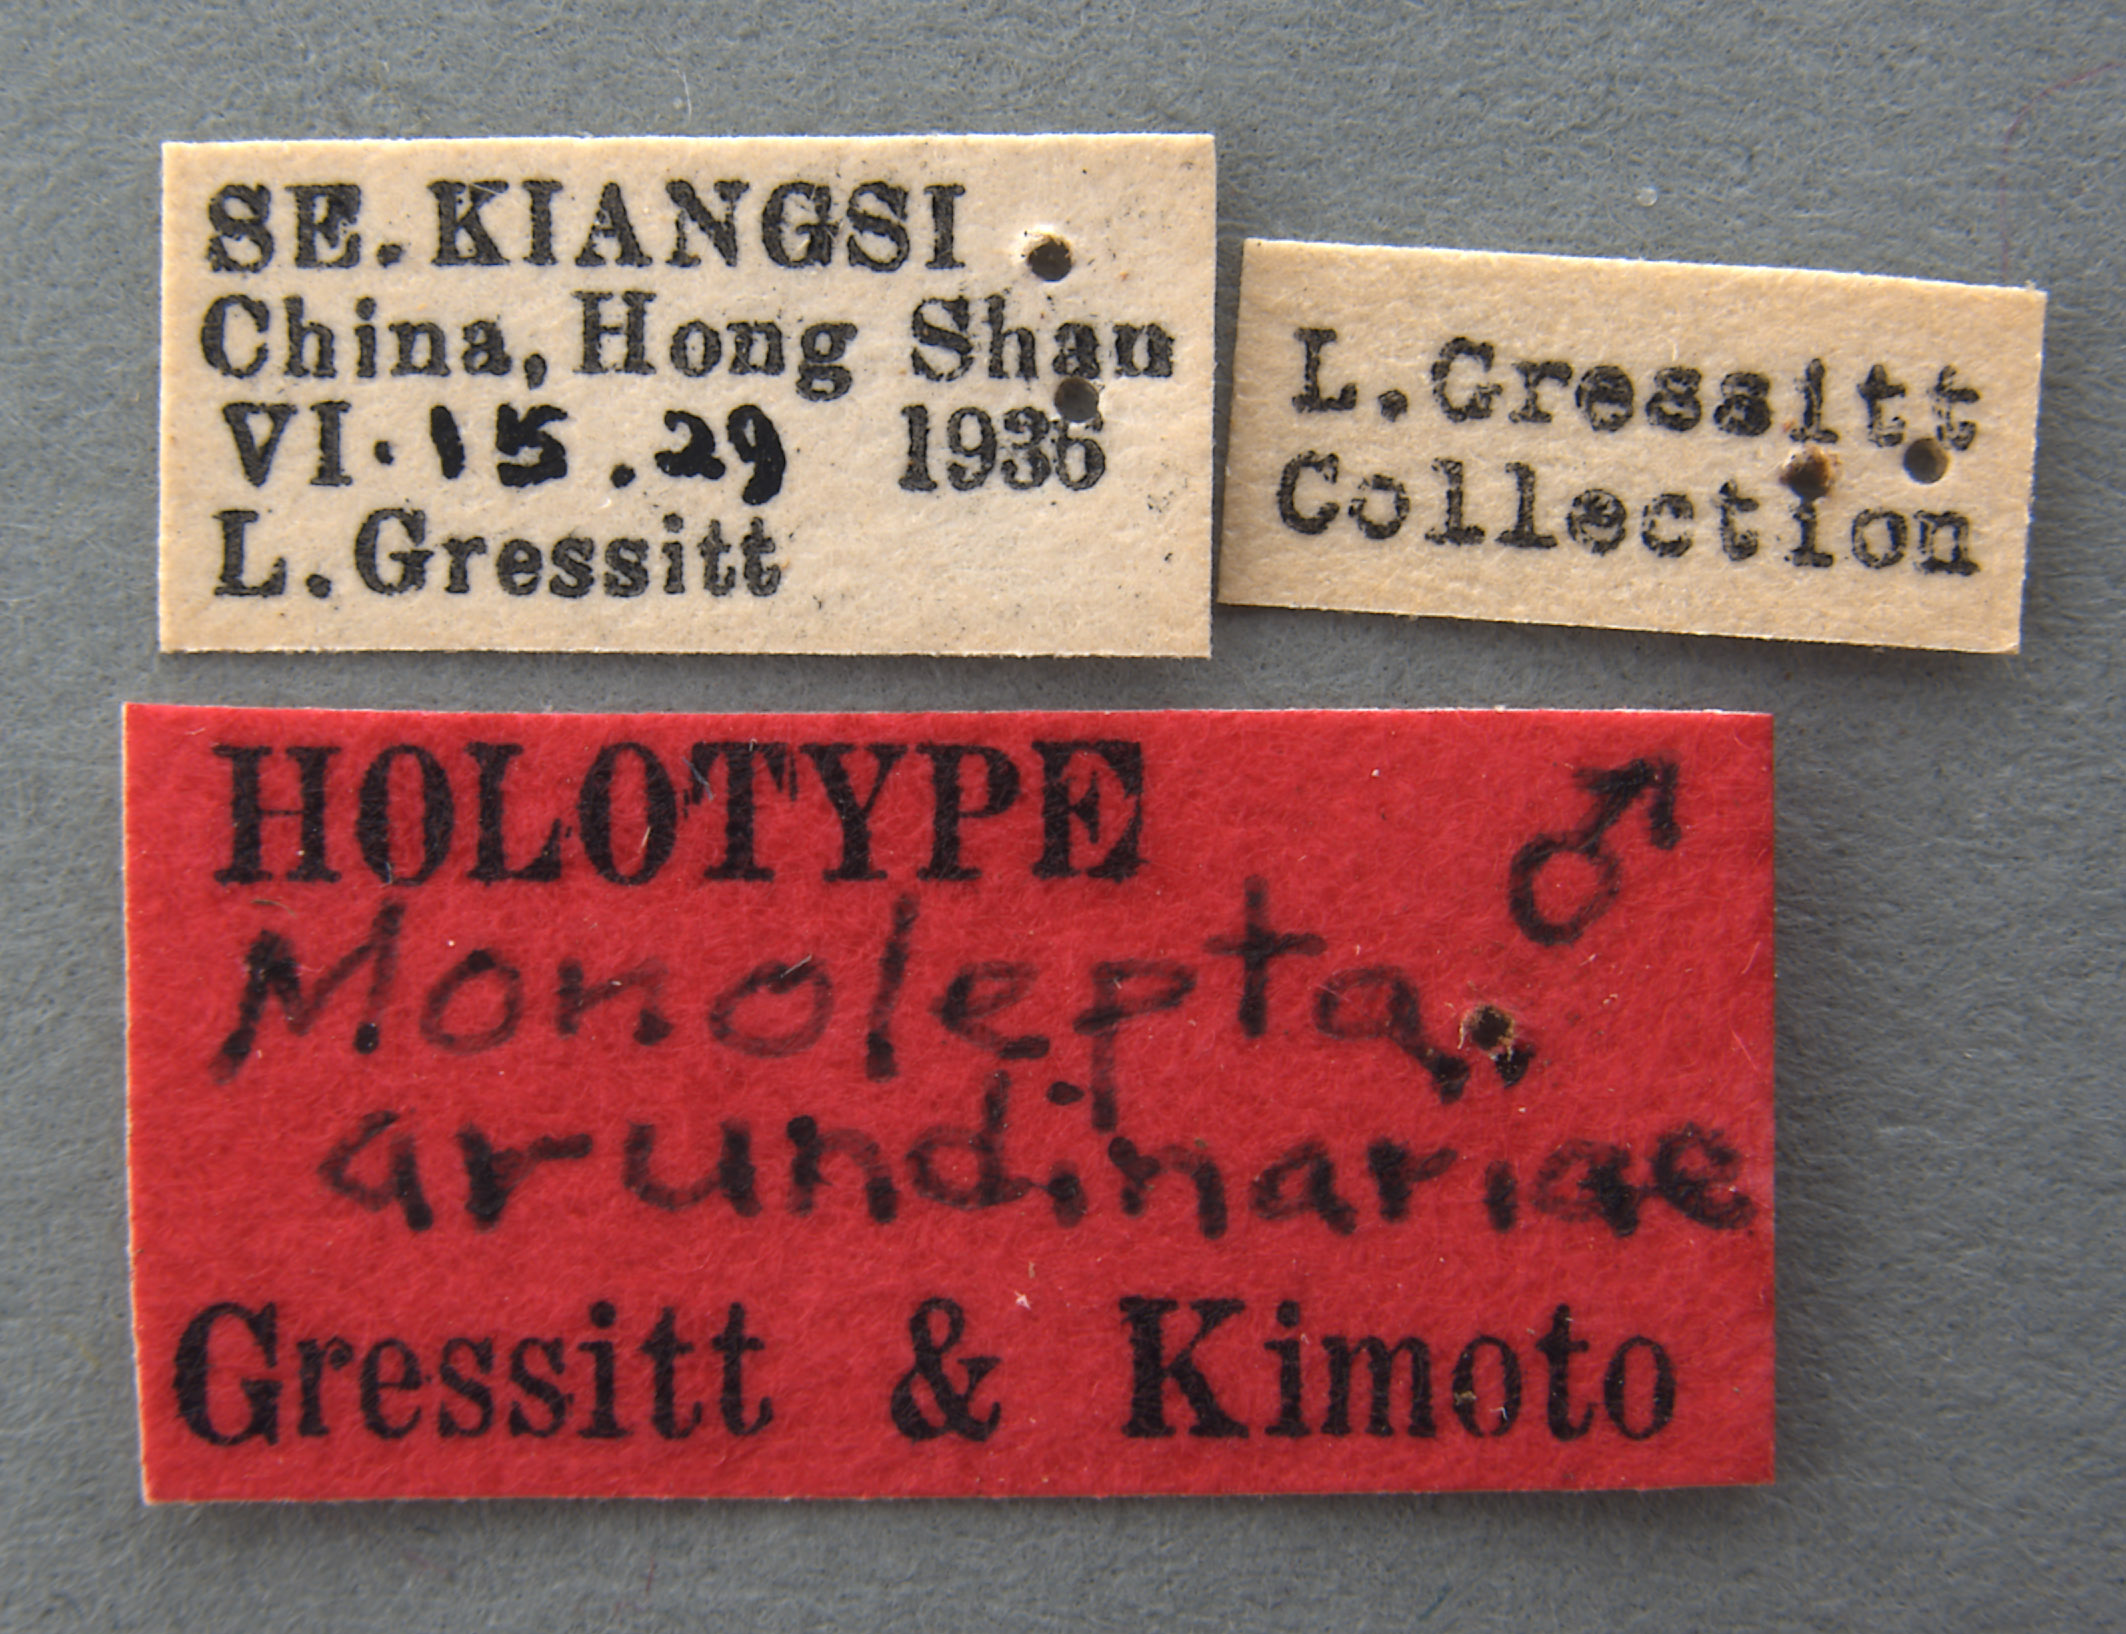 SE. KIANGSI
China, Hong Shan
VI. 15 . 29 1936
L. Gressitt
L. Gressitt
Collection
HOLOTYPE ♂
Monolepta
arundinariae
Gressitt & Kimoto